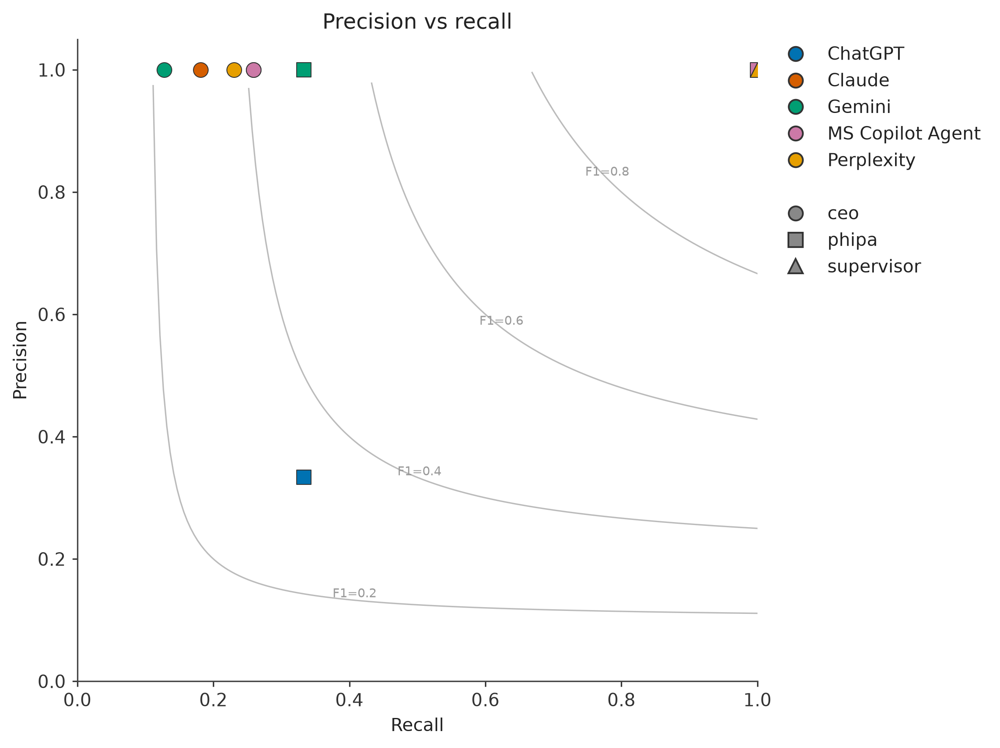 Precision vs recall
1.0
0.8
0.6
0.4
0.2
0.0
Precision
0.0 0.2 0.4 0.6 0.8 1.0
Recall
F1=0.8
F1=0.6
F1=0.4
F1=0.2
ChatGPT
Claude
Gemini
MS Copilot Agent
Perplexity
ceo
phipa
supervisor